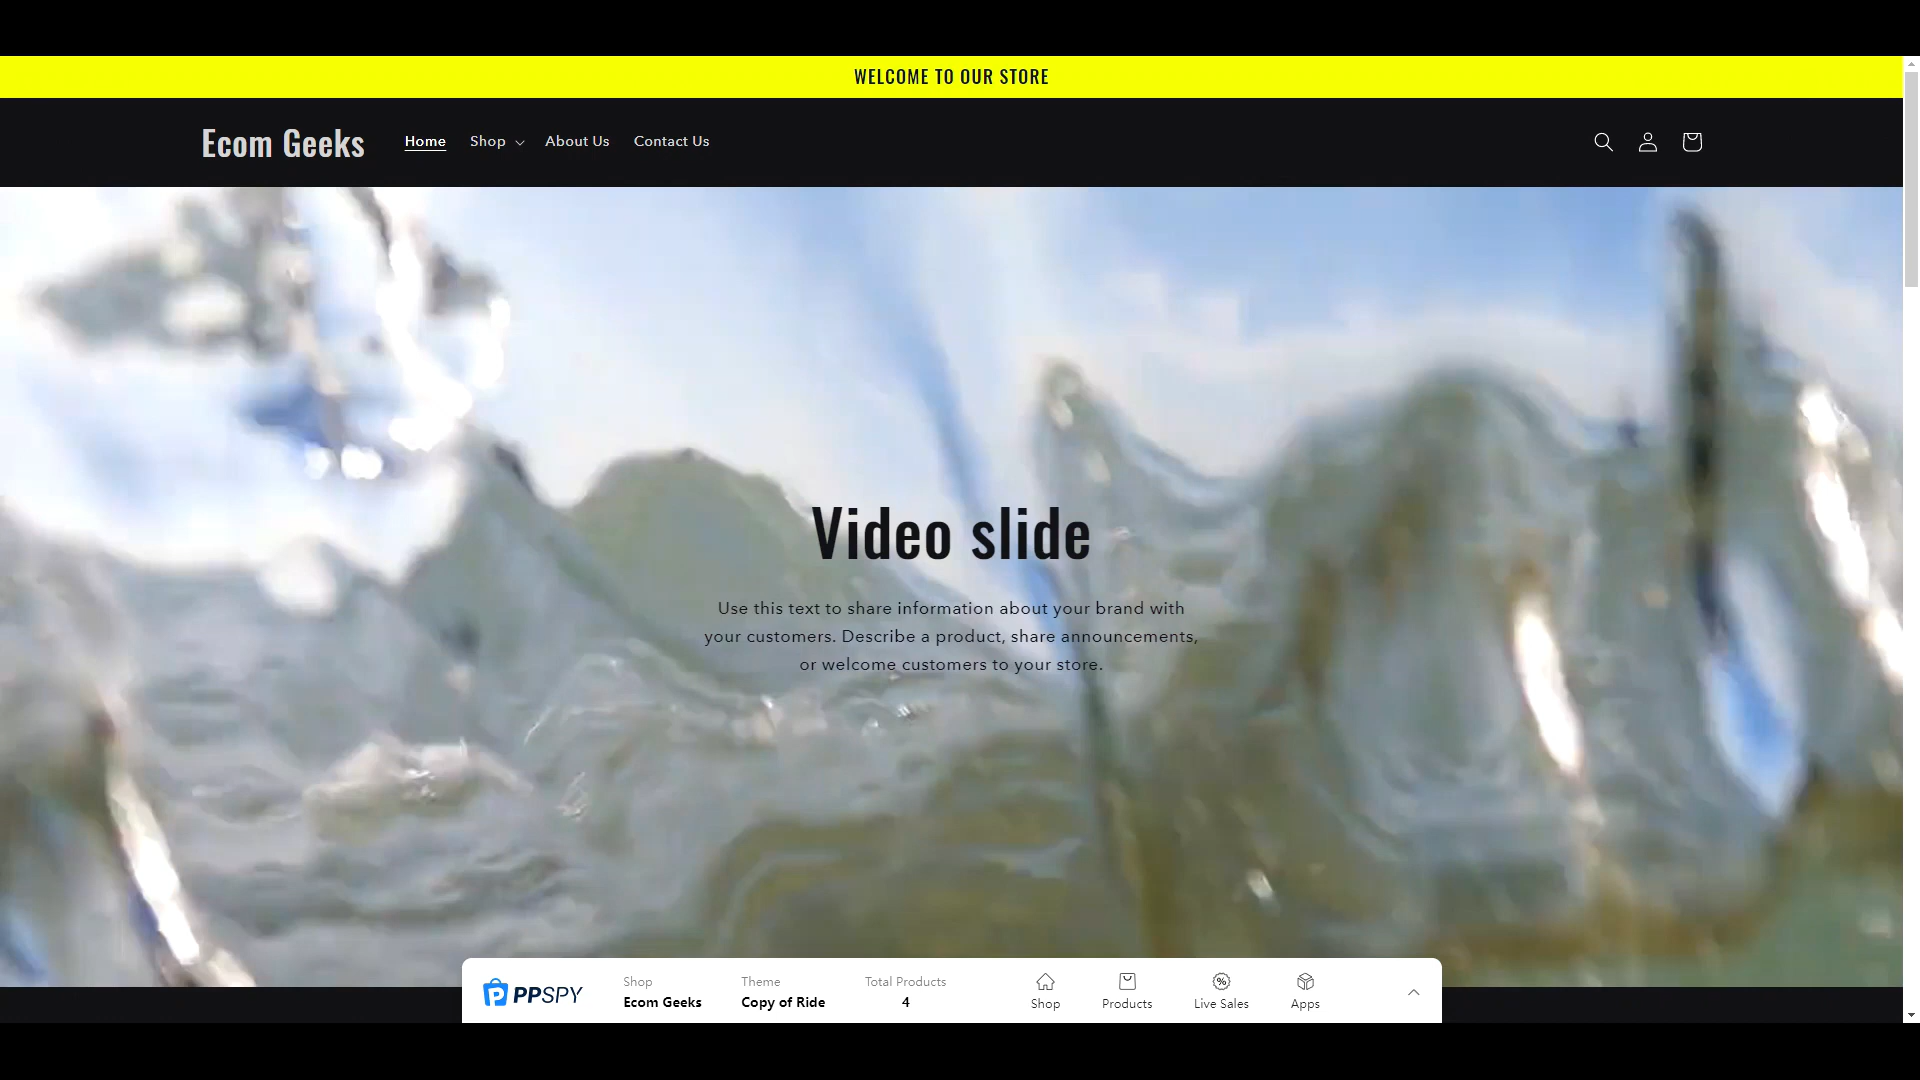 WELCOME TO OUR STORE
Ecom Geeks
Home Shop About Us Contact Us
Video slide
Use this text to share information about your brand with
your customers. Describe a product, share announcements,
or welcome customers to your store.
PPSPY
Shop Theme Total Products
Ecom Geeks Copy of Ride 4
Shop Products Live Sales Apps